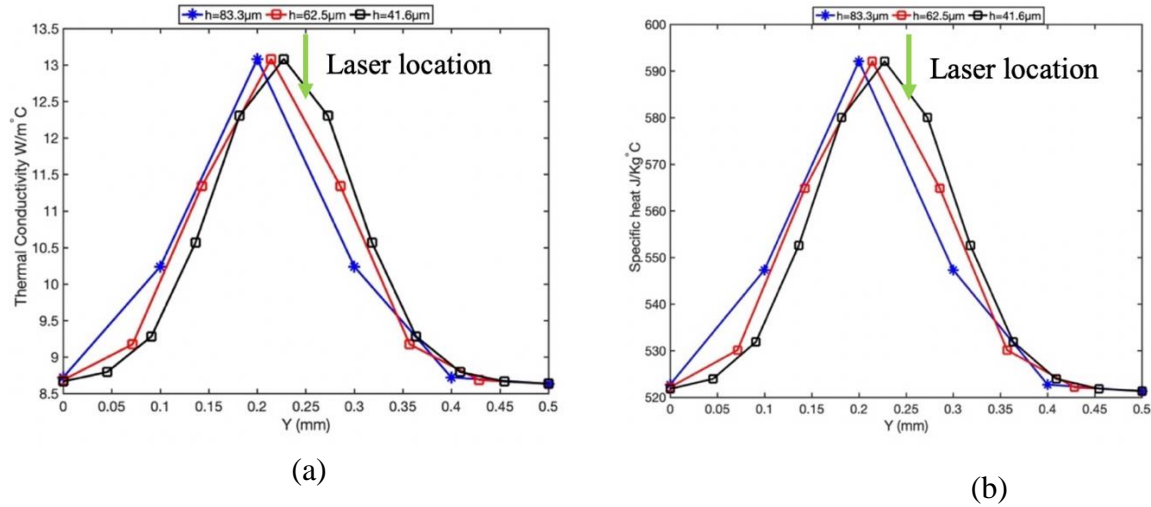 h=83.3μm h=62.5μm h=41.6μm
13.5
13
12.5
12
11.5
11
10.5
10
9.5
9
8.5
Thermal Conductivity W/m°C
Laser location
0 0.05 0.1 0.15 0.2 0.25 0.3 0.35 0.4 0.45 0.5
Y (mm)
(a)
h=83.3μm h=62.5μm h=41.6μm
600
590
580
570
560
550
540
530
520
Specific heat J/Kg°C
Laser location
0 0.05 0.1 0.15 0.2 0.25 0.3 0.35 0.4 0.45 0.5
Y (mm)
(b)